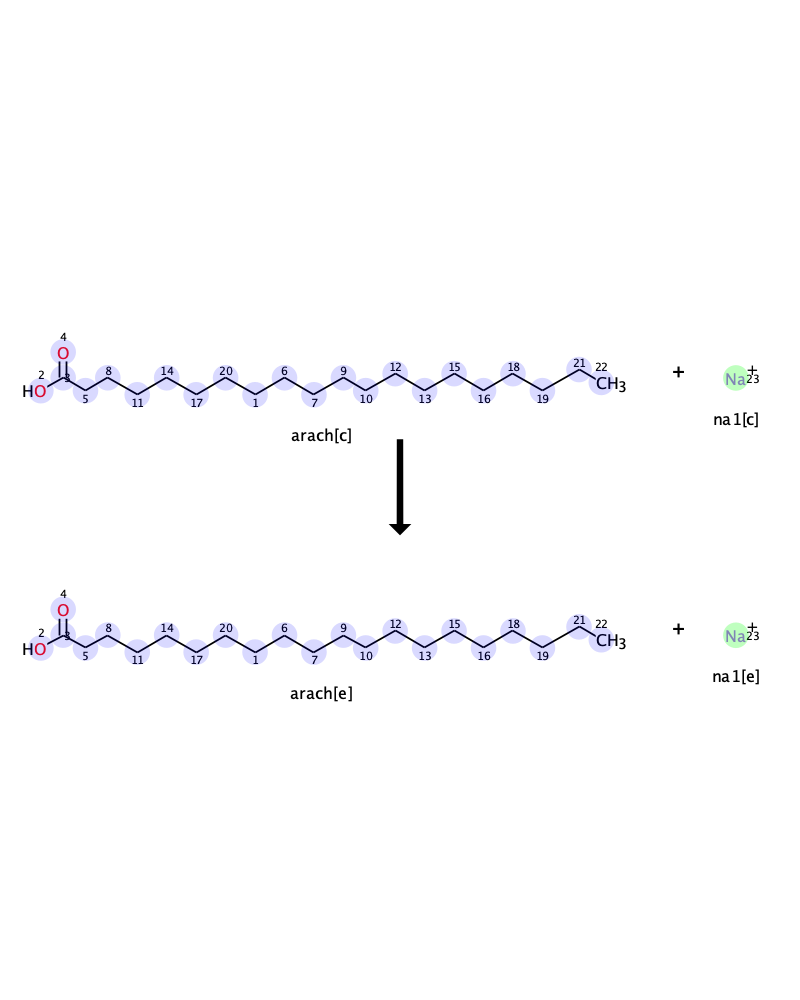 4
2 3 8 14 20 6 9 12 15 18 21 22
O
HO CH3
5 11 17 1 7 10 13 16 19
+ Na+ 23
arach[c] na1[c]
4
2 3 8 14 20 6 9 12 15 18 21 22
O
HO CH3
5 11 17 1 7 10 13 16 19
+ Na+ 23
arach[e] na1[e]